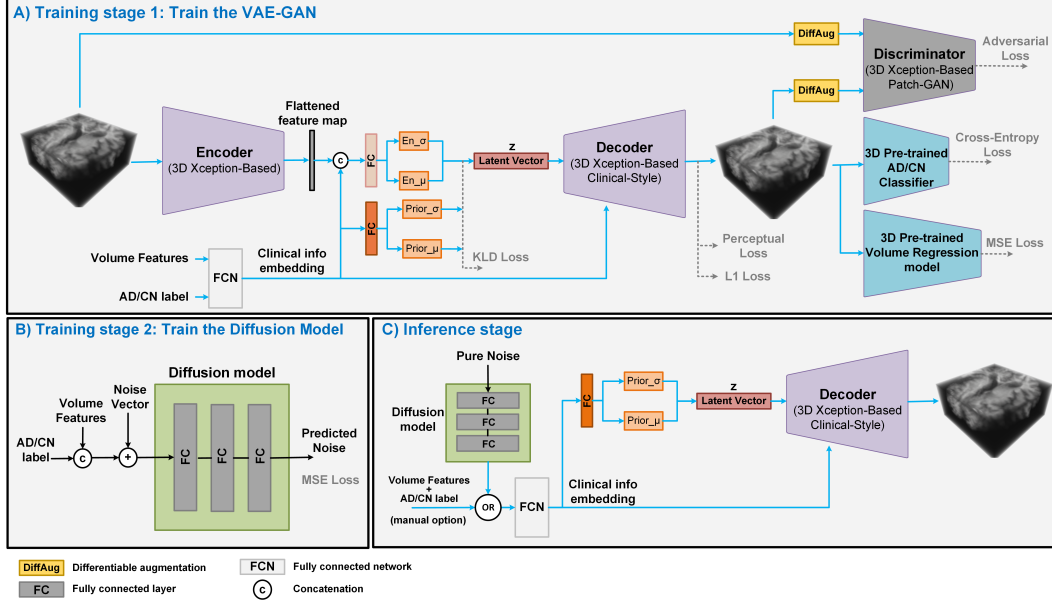 A) Training stage 1: Train the VAE-GAN
DiffAug
Discriminator
(3D Xception-Based
Patch-GAN)
Adversarial
Loss
DiffAug
Flattened
feature map
Encoder
(3D Xception-Based)
c
FC
En_σ
En_μ
z
Latent Vector
Decoder
(3D Xception-Based
Clinical-Style)
3D Pre-trained
AD/CN
Classifier
Cross-Entropy
Loss
FC
Prior_σ
Prior_μ
KLD Loss
Perceptual
Loss
L1 Loss
3D Pre-trained
Volume Regression
model
MSE Loss
Volume Features
AD/CN label
FCN
Clinical info
embedding
B) Training stage 2: Train the Diffusion Model
Diffusion model
Noise
Vector
Volume
Features
AD/CN
label
c
+
FC
FC
FC
Predicted
Noise
MSE Loss
C) Inference stage
Pure Noise
Diffusion
model
FC
FC
FC
Volume Features
+
AD/CN label
(manual option)
OR
FCN
Clinical info
embedding
FC
Prior_σ
Prior_μ
z
Latent Vector
Decoder
(3D Xception-Based
Clinical-Style)
DiffAug
Differentiable augmentation
FCN
Fully connected network
FC
Fully connected layer
c
Concatenation